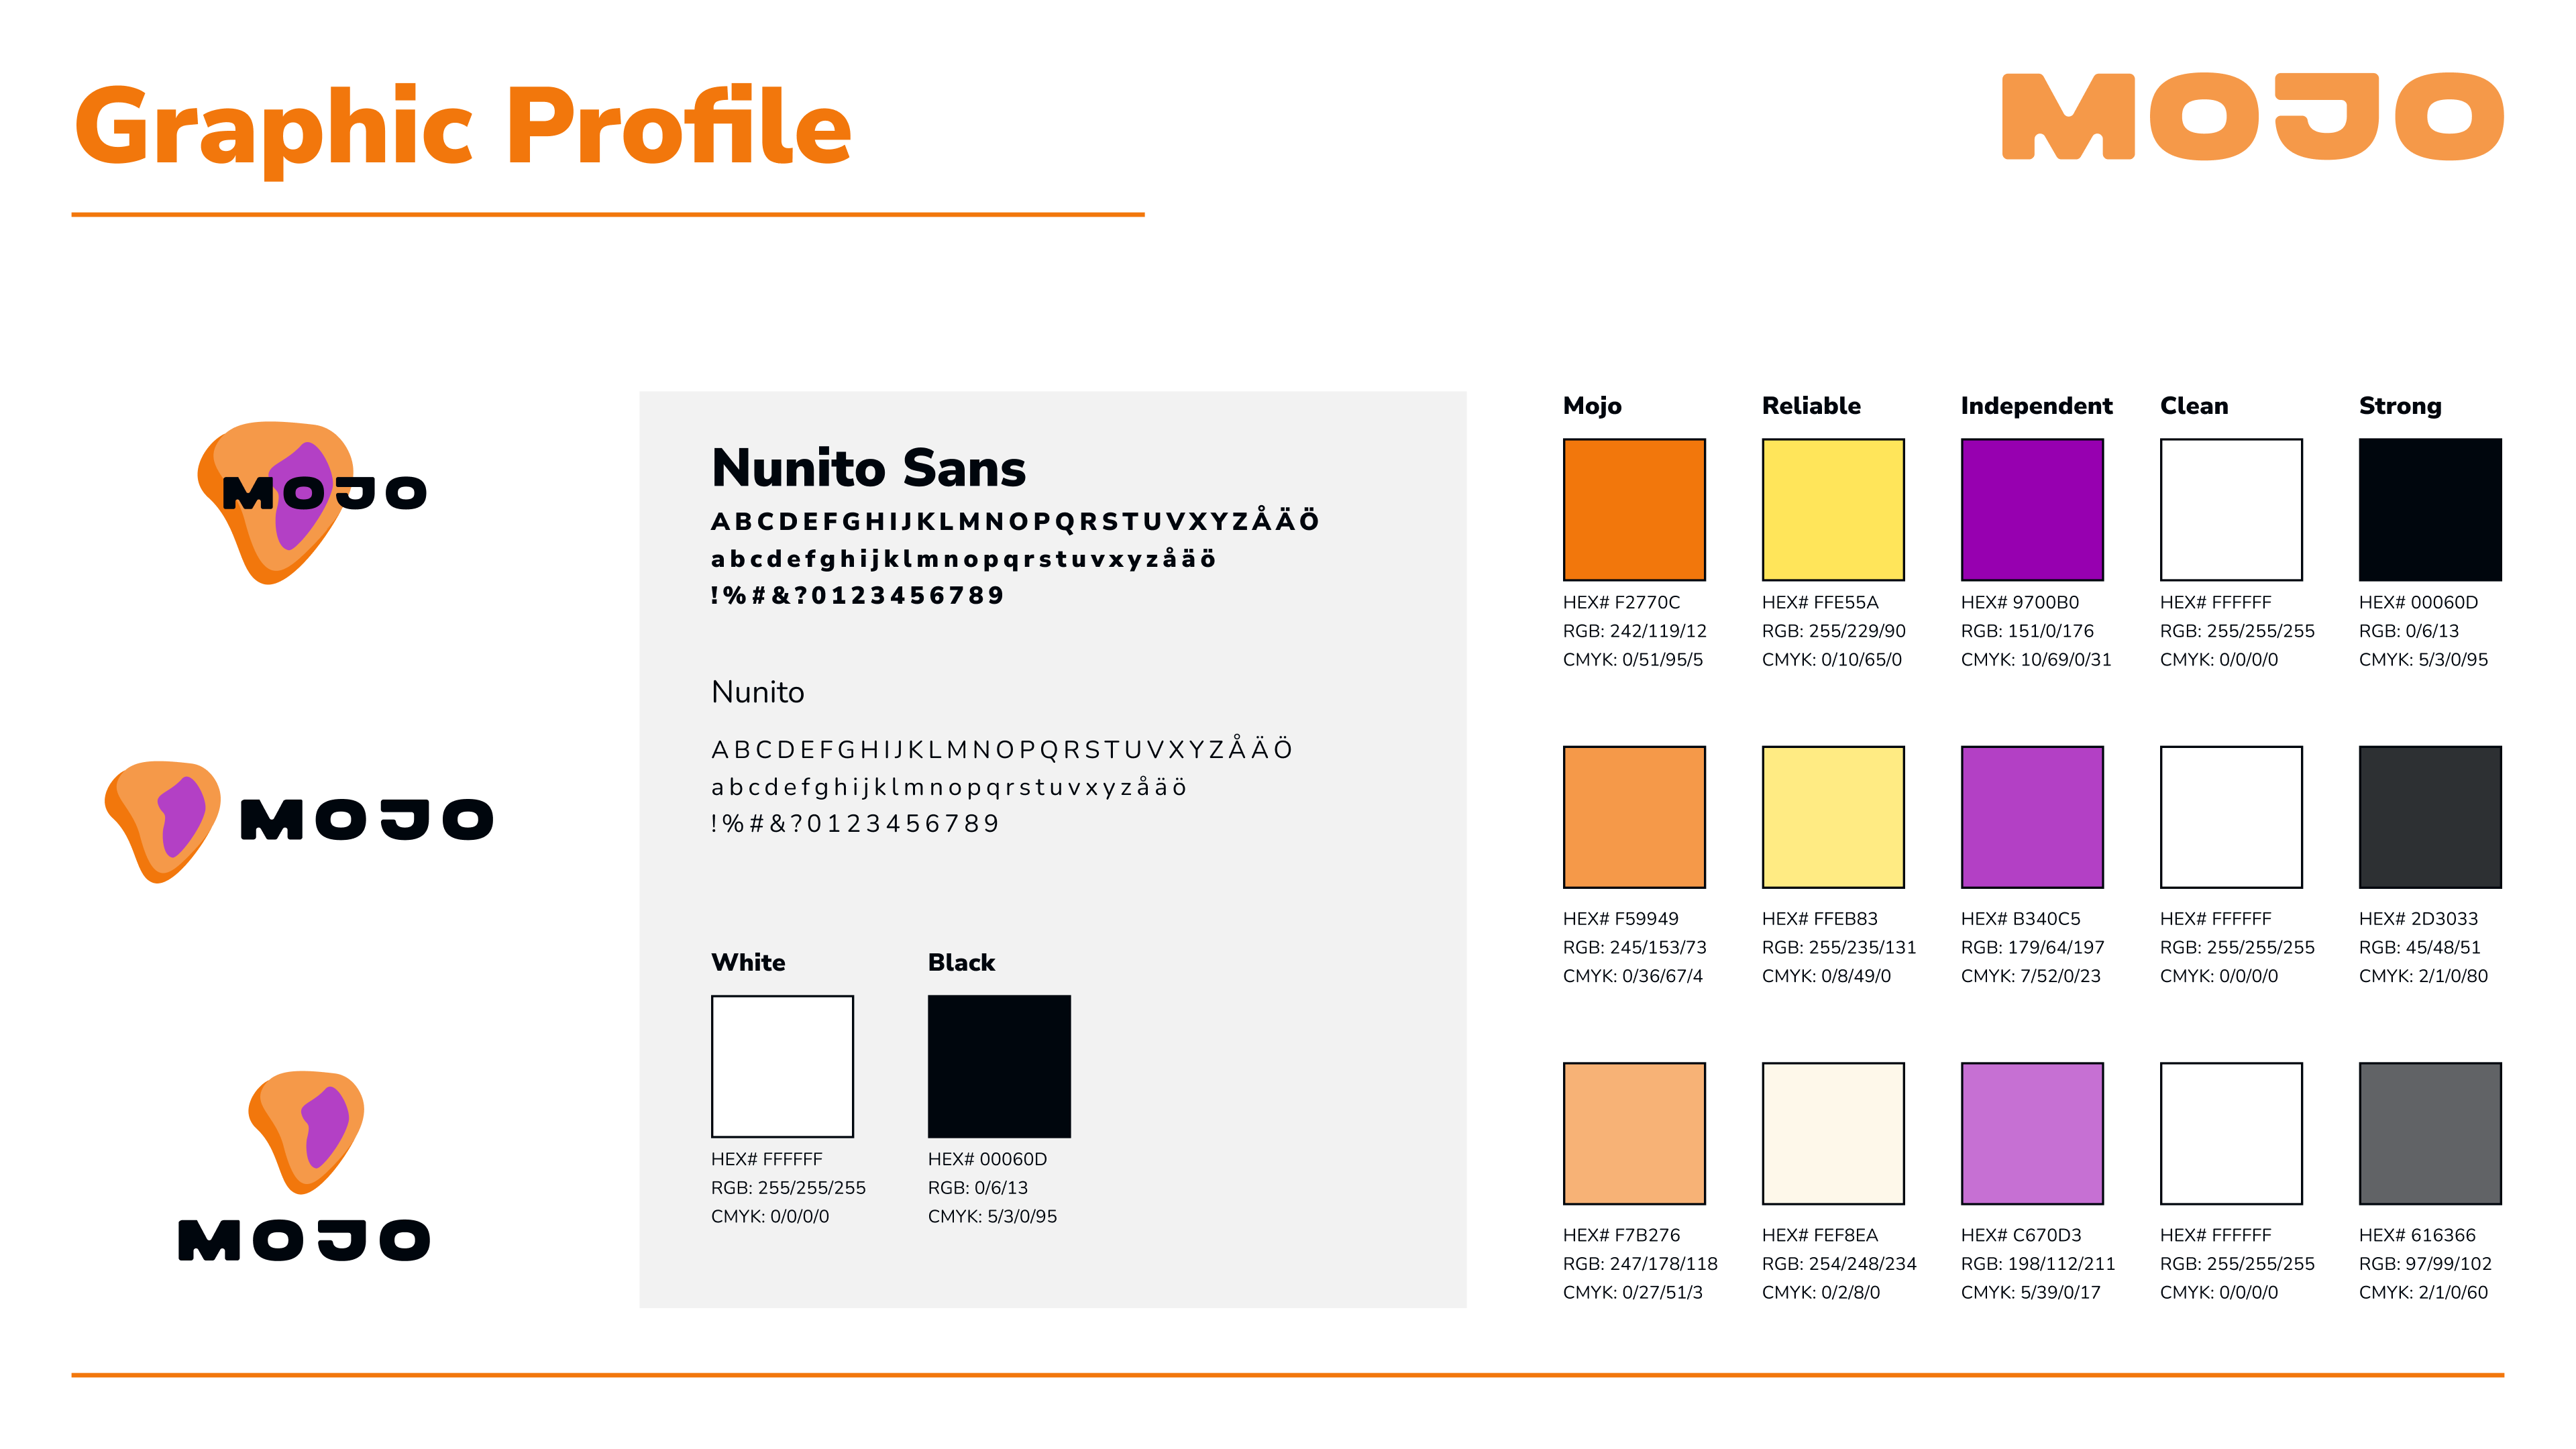 Graphic Profile
MOJO
MOJO
MOJO
MOJO
Nunito Sans
ABCDEFGHIJKLMNOPQRSTUVXYZÅÄÖ
abcdefghijklmnopqrstuvxyzåäö
!%#&?0123456789
Nunito
ABCDEFGHIJKLMNOPQRSTUVXYZÅÄÖ
abcdefghijklmnopqrstuvxyzåäö
!%#&?0123456789
White Black
HEX# FFFFFF HEX# 00060D
RGB: 255/255/255 RGB: 0/6/13
CMYK: 0/0/0/0 CMYK: 5/3/0/95
Mojo Reliable Independent Clean Strong
HEX# F2770C HEX# FFE55A HEX# 9700B0 HEX# FFFFFF HEX# 00060D
RGB: 242/119/12 RGB: 255/229/90 RGB: 151/0/176 RGB: 255/255/255 RGB: 0/6/13
CMYK: 0/51/95/5 CMYK: 0/10/65/0 CMYK: 10/69/0/31 CMYK: 0/0/0/0 CMYK: 5/3/0/95
HEX# F59949 HEX# FFEB83 HEX# B340C5 HEX# FFFFFF HEX# 2D3033
RGB: 245/153/73 RGB: 255/235/131 RGB: 179/64/197 RGB: 255/255/255 RGB: 45/48/51
CMYK: 0/36/67/4 CMYK: 0/8/49/0 CMYK: 7/52/0/23 CMYK: 0/0/0/0 CMYK: 2/1/0/80
HEX# F7B276 HEX# FEF8EA HEX# C670D3 HEX# FFFFFF HEX# 616366
RGB: 247/178/118 RGB: 254/248/234 RGB: 198/112/211 RGB: 255/255/255 RGB: 97/99/102
CMYK: 0/27/51/3 CMYK: 0/2/8/0 CMYK: 5/39/0/17 CMYK: 0/0/0/0 CMYK: 2/1/0/60